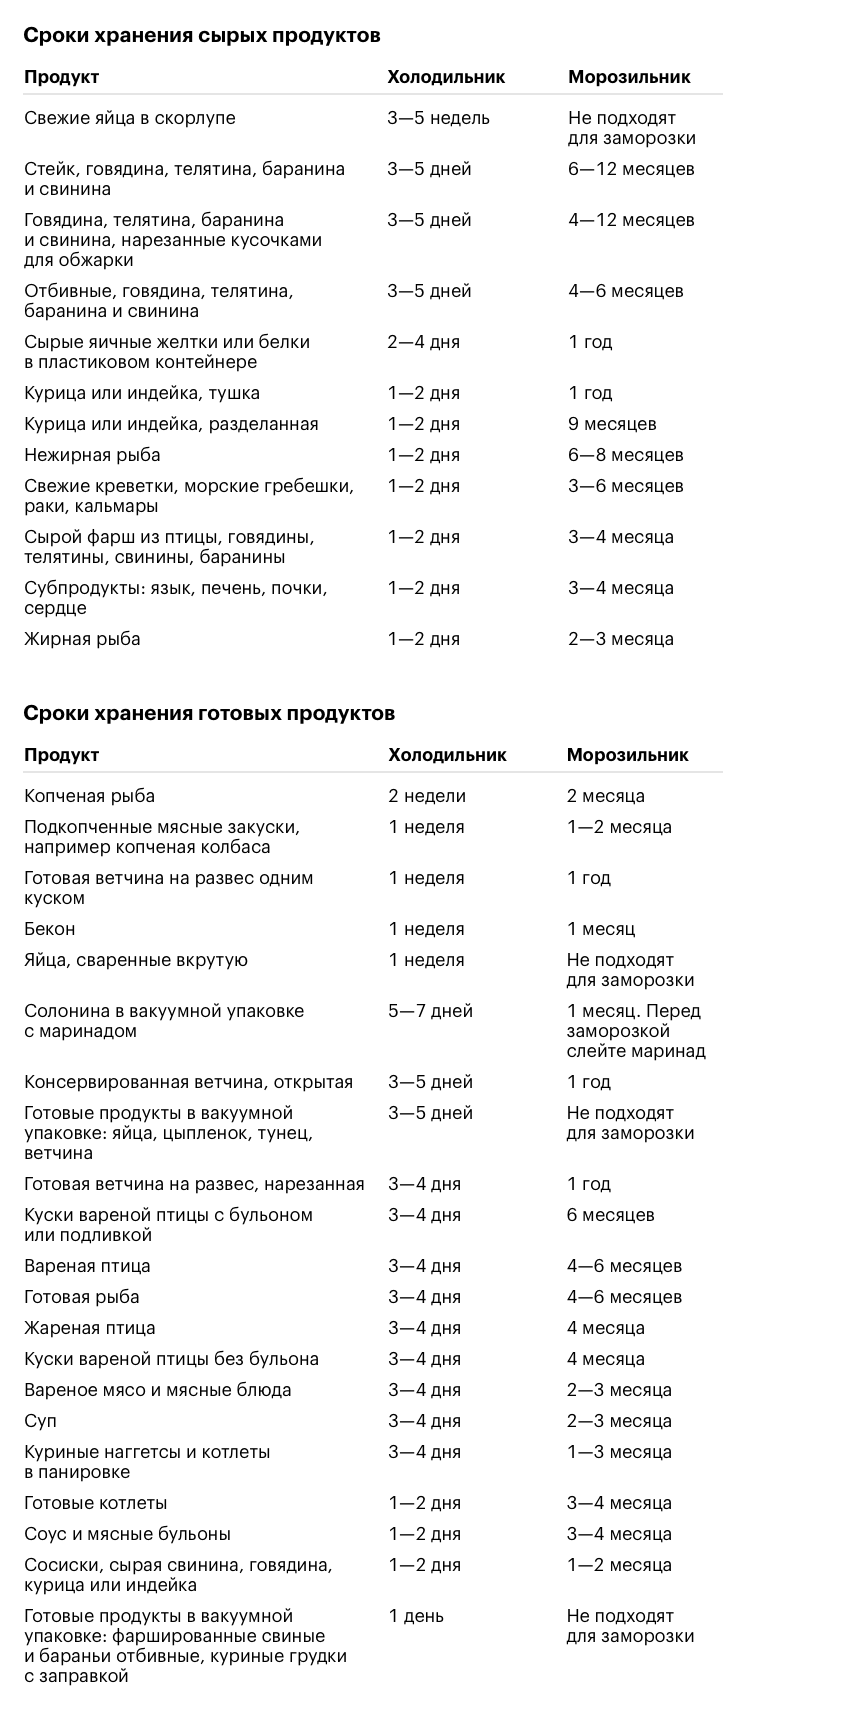 Сроки хранения сырых продуктов
Продукт Холодильник Морозильник
Свежие яйца в скорлупе 3—5 недель Не подходят
для заморозки
Стейк, говядина, телятина, баранина 3—5 дней 6—12 месяцев
и свинина
Говядина, телятина, баранина 3—5 дней 4—12 месяцев
и свинина, нарезанные кусочками
для обжарки
Отбивные, говядина, телятина, 3—5 дней 4—6 месяцев
баранина и свинина
Сырые яичные желтки или белки 2—4 дня 1 год
в пластиковом контейнере
Курица или индейка, тушка 1—2 дня 1 год
Курица или индейка, разделанная 1—2 дня 9 месяцев
Нежирная рыба 1—2 дня 6—8 месяцев
Свежие креветки, морские гребешки, 1—2 дня 3—6 месяцев
раки, кальмары
Сырой фарш из птицы, говядины, 1—2 дня 3—4 месяца
телятины, свинины, баранины
Субпродукты: язык, печень, почки, 1—2 дня 3—4 месяца
сердце
Жирная рыба 1—2 дня 2—3 месяца
Сроки хранения готовых продуктов
Продукт Холодильник Морозильник
Копченая рыба 2 недели 2 месяца
Подкопченные мясные закуски, 1 неделя 1—2 месяца
например копченая колбаса
Готовая ветчина на развес одним 1 неделя 1 год
куском
Бекон 1 неделя 1 месяц
Яйца, сваренные вкрутую 1 неделя Не подходят
для заморозки
Солонина в вакуумной упаковке 5—7 дней 1 месяц. Перед
с маринадом заморозкой
слейте маринад
Консервированная ветчина, открытая 3—5 дней 1 год
Готовые продукты в вакуумной 3—5 дней Не подходят
упаковке: яйца, цыпленок, тунец, для заморозки
ветчина
Готовая ветчина на развес, нарезанная 3—4 дня 1 год
Куски вареной птицы с бульоном 3—4 дня 6 месяцев
или подливкой
Вареная птица 3—4 дня 4—6 месяцев
Готовая рыба 3—4 дня 4—6 месяцев
Жареная птица 3—4 дня 4 месяца
Куски вареной птицы без бульона 3—4 дня 4 месяца
Вареное мясо и мясные блюда 3—4 дня 2—3 месяца
Суп 3—4 дня 2—3 месяца
Куриные наггетсы и котлеты 3—4 дня 1—3 месяца
в панировке
Готовые котлеты 1—2 дня 3—4 месяца
Соус и мясные бульоны 1—2 дня 3—4 месяца
Сосиски, сырая свинина, говядина, 1—2 дня 1—2 месяца
курица или индейка
Готовые продукты в вакуумной 1 день Не подходят
упаковке: фаршированные свиные для заморозки
и бараньи отбивные, куриные грудки
с заправкой